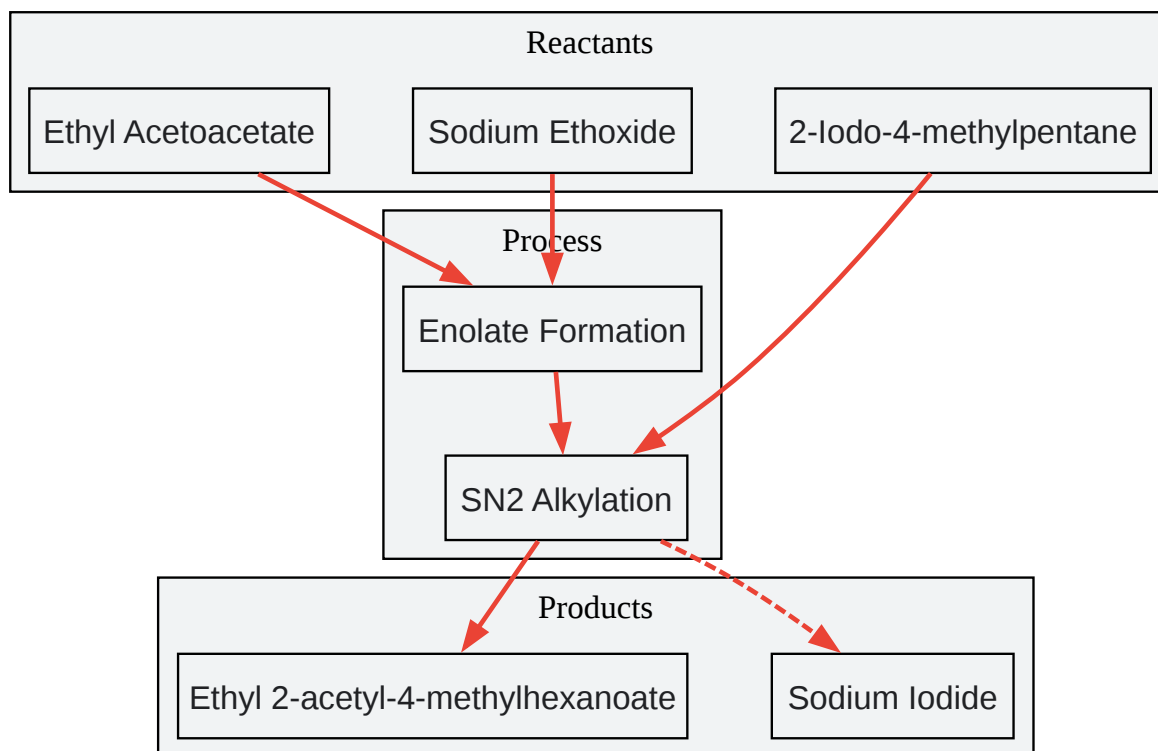 Reactants
Ethyl Acetoacetate
Sodium Ethoxide
2-Iodo-4-methylpentane
Process
Enolate Formation
SN2 Alkylation
Products
Ethyl 2-acetyl-4-methylhexanoate
Sodium Iodide